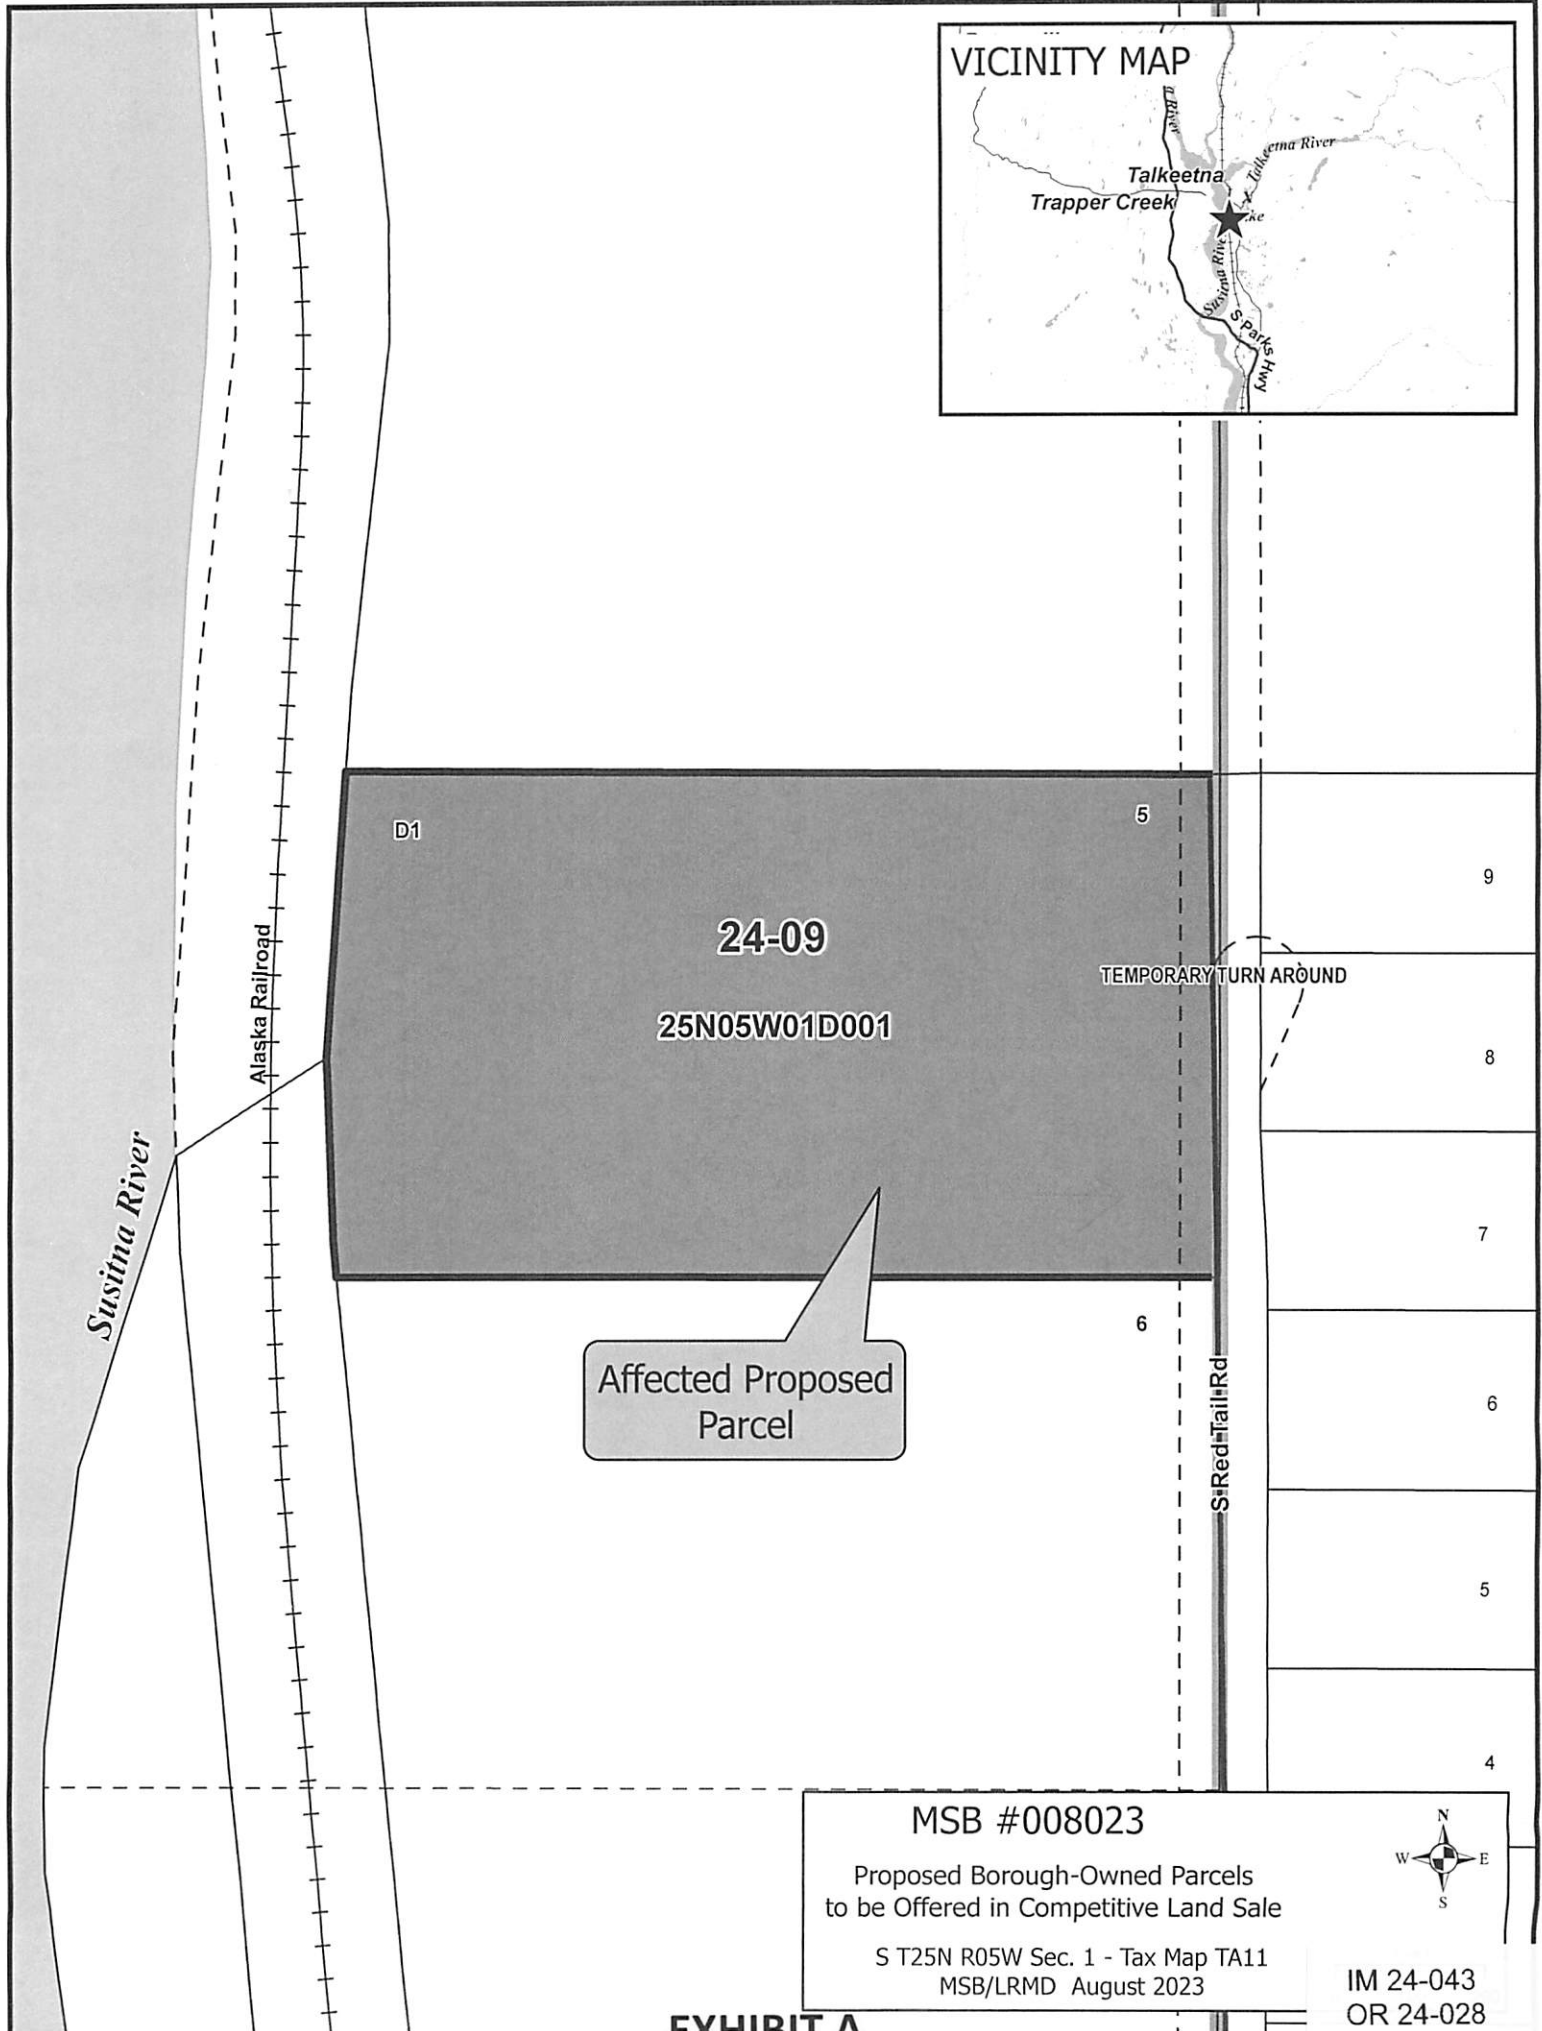 VICINITY MAP
a River
Talkeetna River
Talkeetna
Trapper Creek
ke
Susitna River
S Parks Hwy
D1
5
9
24-09
TEMPORARY TURN AROUND
25N05W01D001
Alaska Railroad
8
Susitna River
7
6
Affected Proposed
Parcel
S Red Tail Rd
6
5
4
MSB #008023
Proposed Borough-Owned Parcels
to be Offered in Competitive Land Sale
S T25N R05W Sec. 1 - Tax Map TA11
MSB/LRMD August 2023
N
W E
S
IM 24-043
OR 24-028
EXHIBIT A